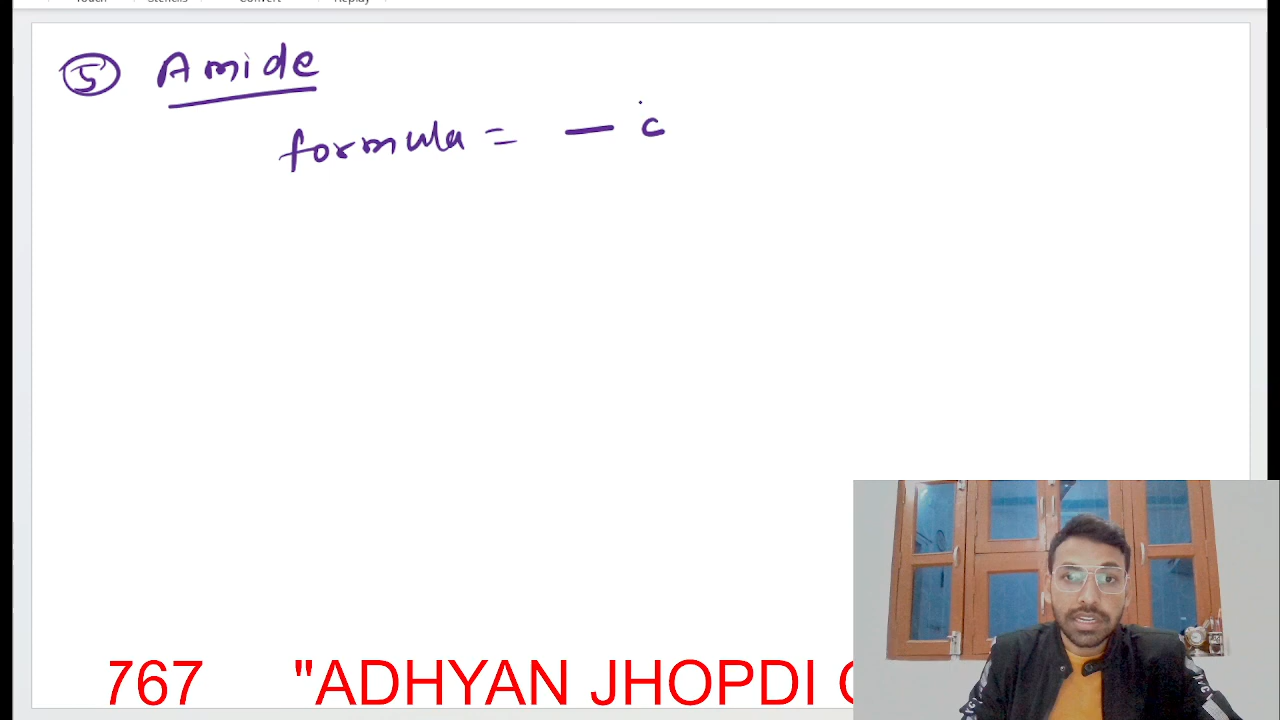 ⑤ Amide
formula = — c
767 "ADHYAN JHOPDI